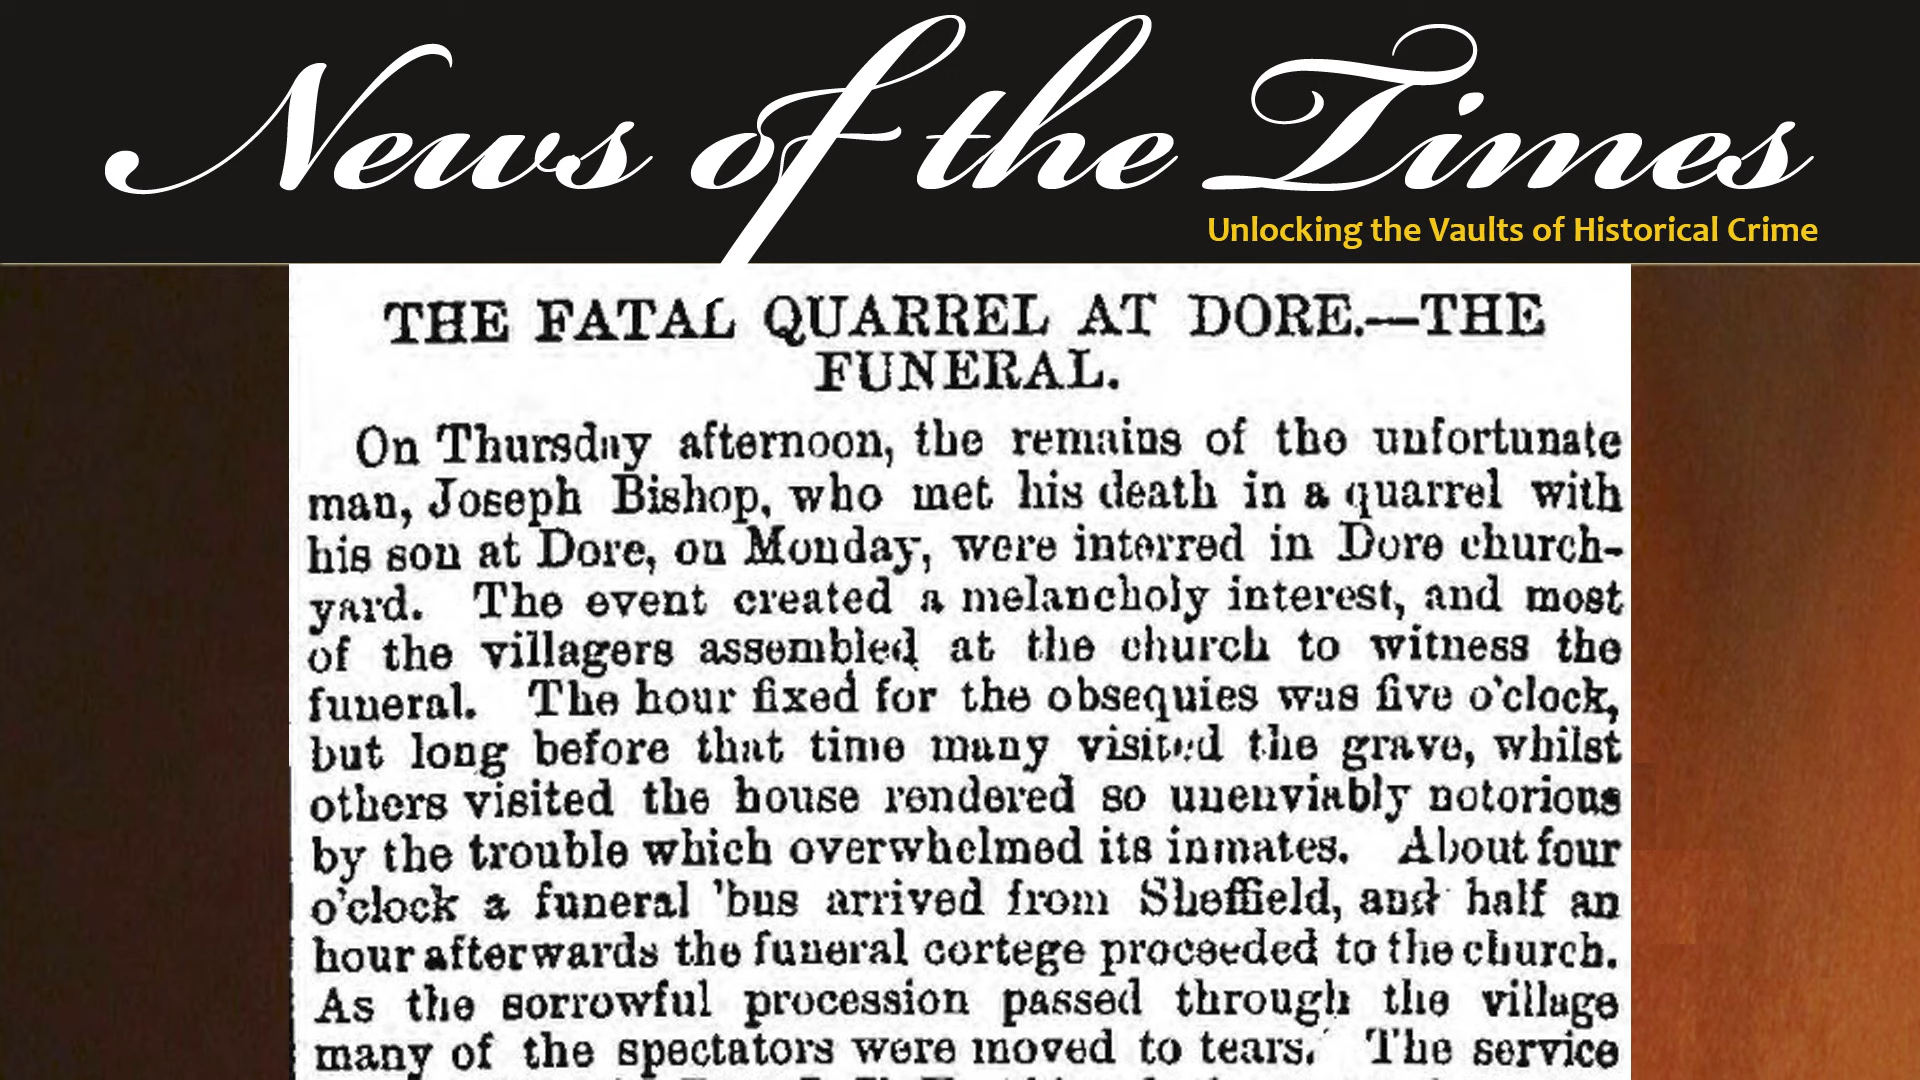 News of the Times
Unlocking the Vaults of Historical Crime
THE FATAL QUARREL AT DORE.—THE
FUNERAL.
On Thursday afternoon, the remains of the unfortunate
man, Joseph Bishop, who met his death in a quarrel with
his son at Dore, on Monday, were interred in Dore church-
yard. The event created a melancholy interest, and most
of the villagers assembled at the church to witness the
funeral. The hour fixed for the obsequies was five o'clock,
but long before that time many visited the grave, whilst
others visited the house rendered so unenviably notorious
by the trouble which overwhelmed its inmates. About four
o'clock a funeral 'bus arrived from Sheffield, and half an
hour afterwards the funeral cortege proceeded to the church.
As the sorrowful procession passed through the village
many of the spectators were moved to tears. The service